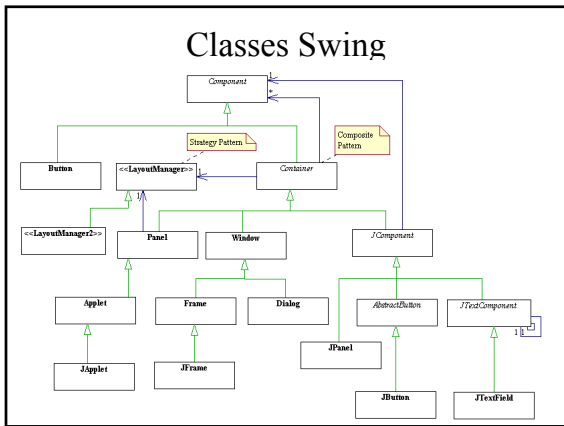 Classes Swing
1
Component
*
Strategy Pattern
Composite
Pattern
Button
<<LayoutManager>>
1
Container
1
<<LayoutManager2>>
Panel
Window
JComponent
Applet
Frame
Dialog
AbstractButton
JTextComponent
1 1
JPanel
JApplet
JFrame
JButton
JTextField